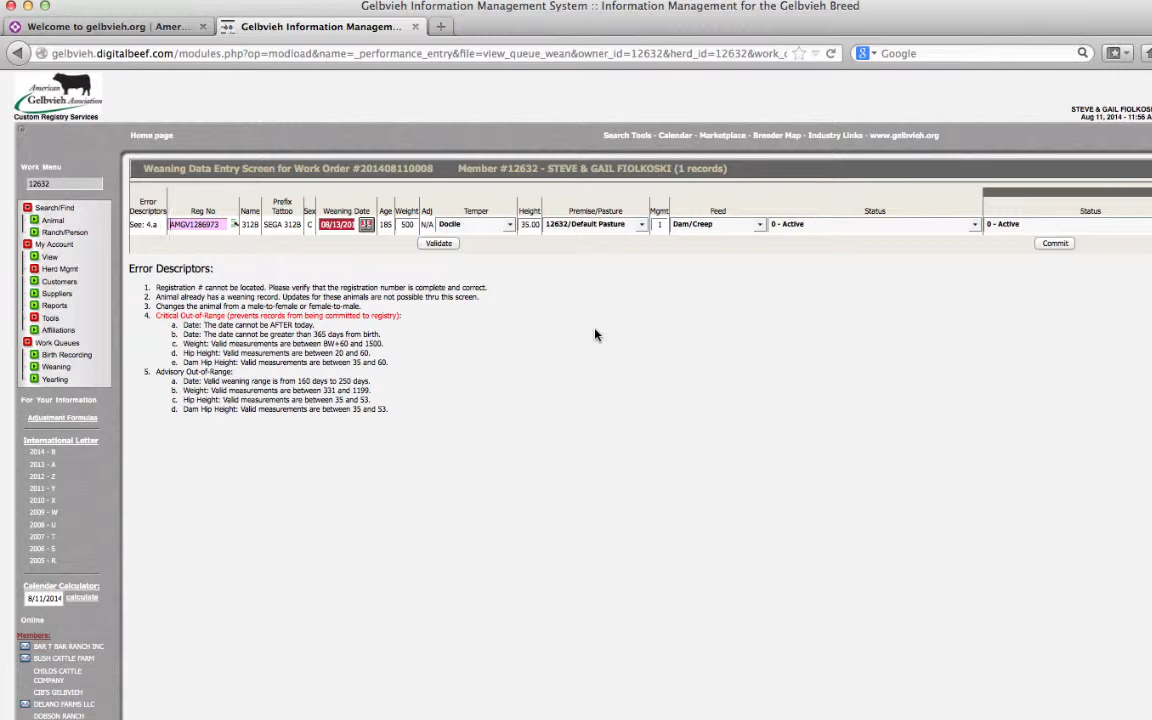 Gelbvieh Information Management System :: Information Management for the Gelbvieh Breed
Welcome to gelbvieh.org | Amer... × Gelbvieh Information Managem... × +
gelbvieh.digitalbeef.com/modules.php?op=modload&name=_performance_entry&file=view_queue_wean&owner_id=12632&herd_id=12632&work_c Google
American Gelbvieh Association
Custom Registry Services
STEVE & GAIL FIOLKOSKI
Aug 11, 2014 - 11:56 A
Home page Search Tools - Calendar - Marketplace - Breeder Map - Industry Links - www.gelbvieh.org
Work Menu
12632
Search/Find
Animal
Ranch/Person
My Account
View
Herd Mgmt
Customers
Suppliers
Reports
Tools
Affiliations
Work Queues
Birth Recording
Weaning
Yearling
For Your Information
Adjustment Formulas
International Letter
2014 - B
2013 - A
2012 - Z
2011 - Y
2010 - X
2009 - W
2008 - U
2007 - T
2006 - S
2005 - R
Calendar Calculator:
8/11/2014 calculate
Online
Members:
BAR T BAR RANCH INC
BUSH CATTLE FARM
CHILDS CATTLE
COMPANY
CIB'S GELBVIEH
DELANO FARMS LLC
DOBSON RANCH
Weaning Data Entry Screen for Work Order #201408110008 Member #12632 - STEVE & GAIL FIOLKOSKI (1 records)
Error Descriptors Reg No Name Prefix Tattoo Sex Weaning Date Age Weight Adj Temper Height Premise/Pasture Mgmt Feed Status Status
See: 4.a AMGV1286973 312B SEGA 312B C 08/13/201 185 500 N/A Docile 35.00 12632/Default Pasture 1 Dam/Creep 0 - Active 0 - Active
Validate Commit
Error Descriptors:
1. Registration # cannot be located. Please verify that the registration number is complete and correct.
2. Animal already has a weaning record. Updates for these animals are not possible thru this screen.
3. Changes the animal from a male-to-female or female-to-male.
4. Critical Out-of-Range (prevents records from being committed to registry):
a. Date: The date cannot be AFTER today.
b. Date: The date cannot be greater than 365 days from birth.
c. Weight: Valid measurements are between BW+60 and 1500.
d. Hip Height: Valid measurements are between 20 and 60.
e. Dam Hip Height: Valid measurements are between 35 and 60.
5. Advisory Out-of-Range:
a. Date: Valid weaning range is from 160 days to 250 days.
b. Weight: Valid measurements are between 331 and 1199.
c. Hip Height: Valid measurements are between 35 and 53.
d. Dam Hip Height: Valid measurements are between 35 and 53.